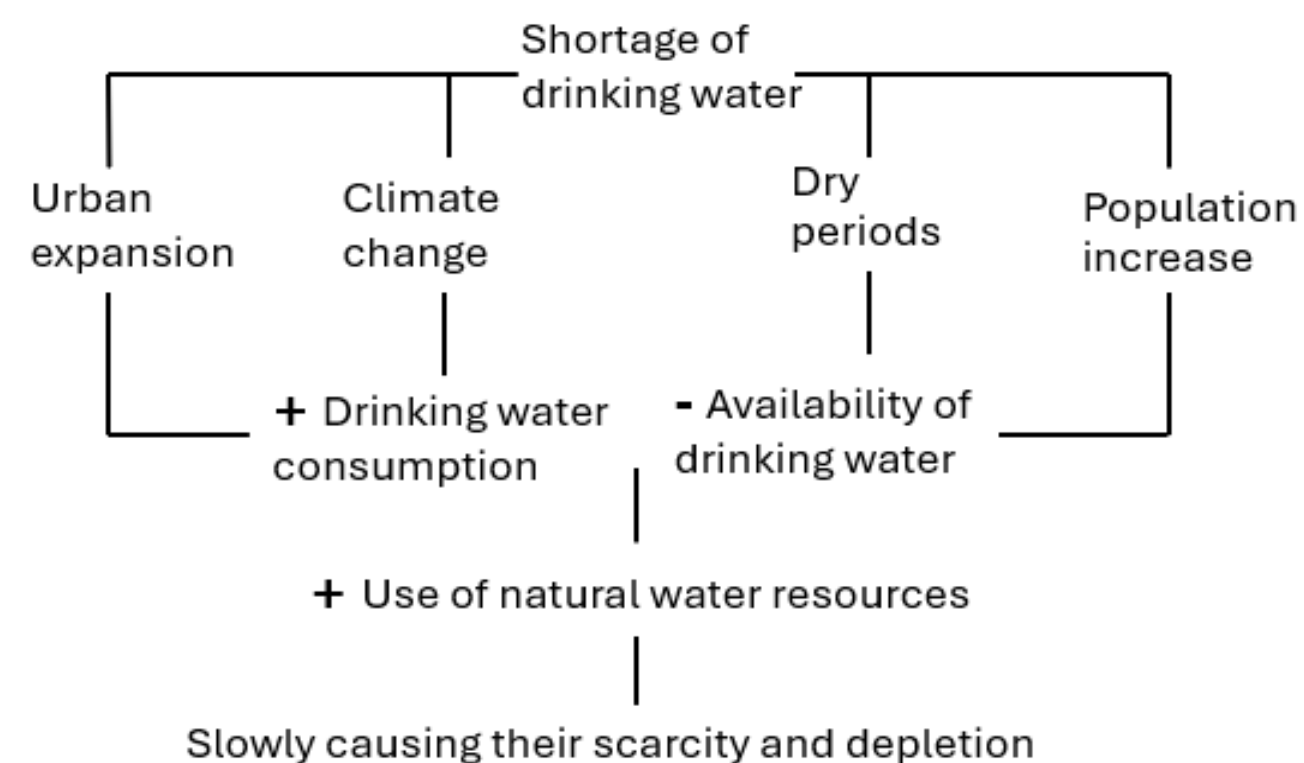 Shortage of
drinking water
Urban
expansion
Climate
change
Dry
periods
Population
increase
+ Drinking water
consumption
- Availability of
drinking water
+ Use of natural water resources
Slowly causing their scarcity and depletion